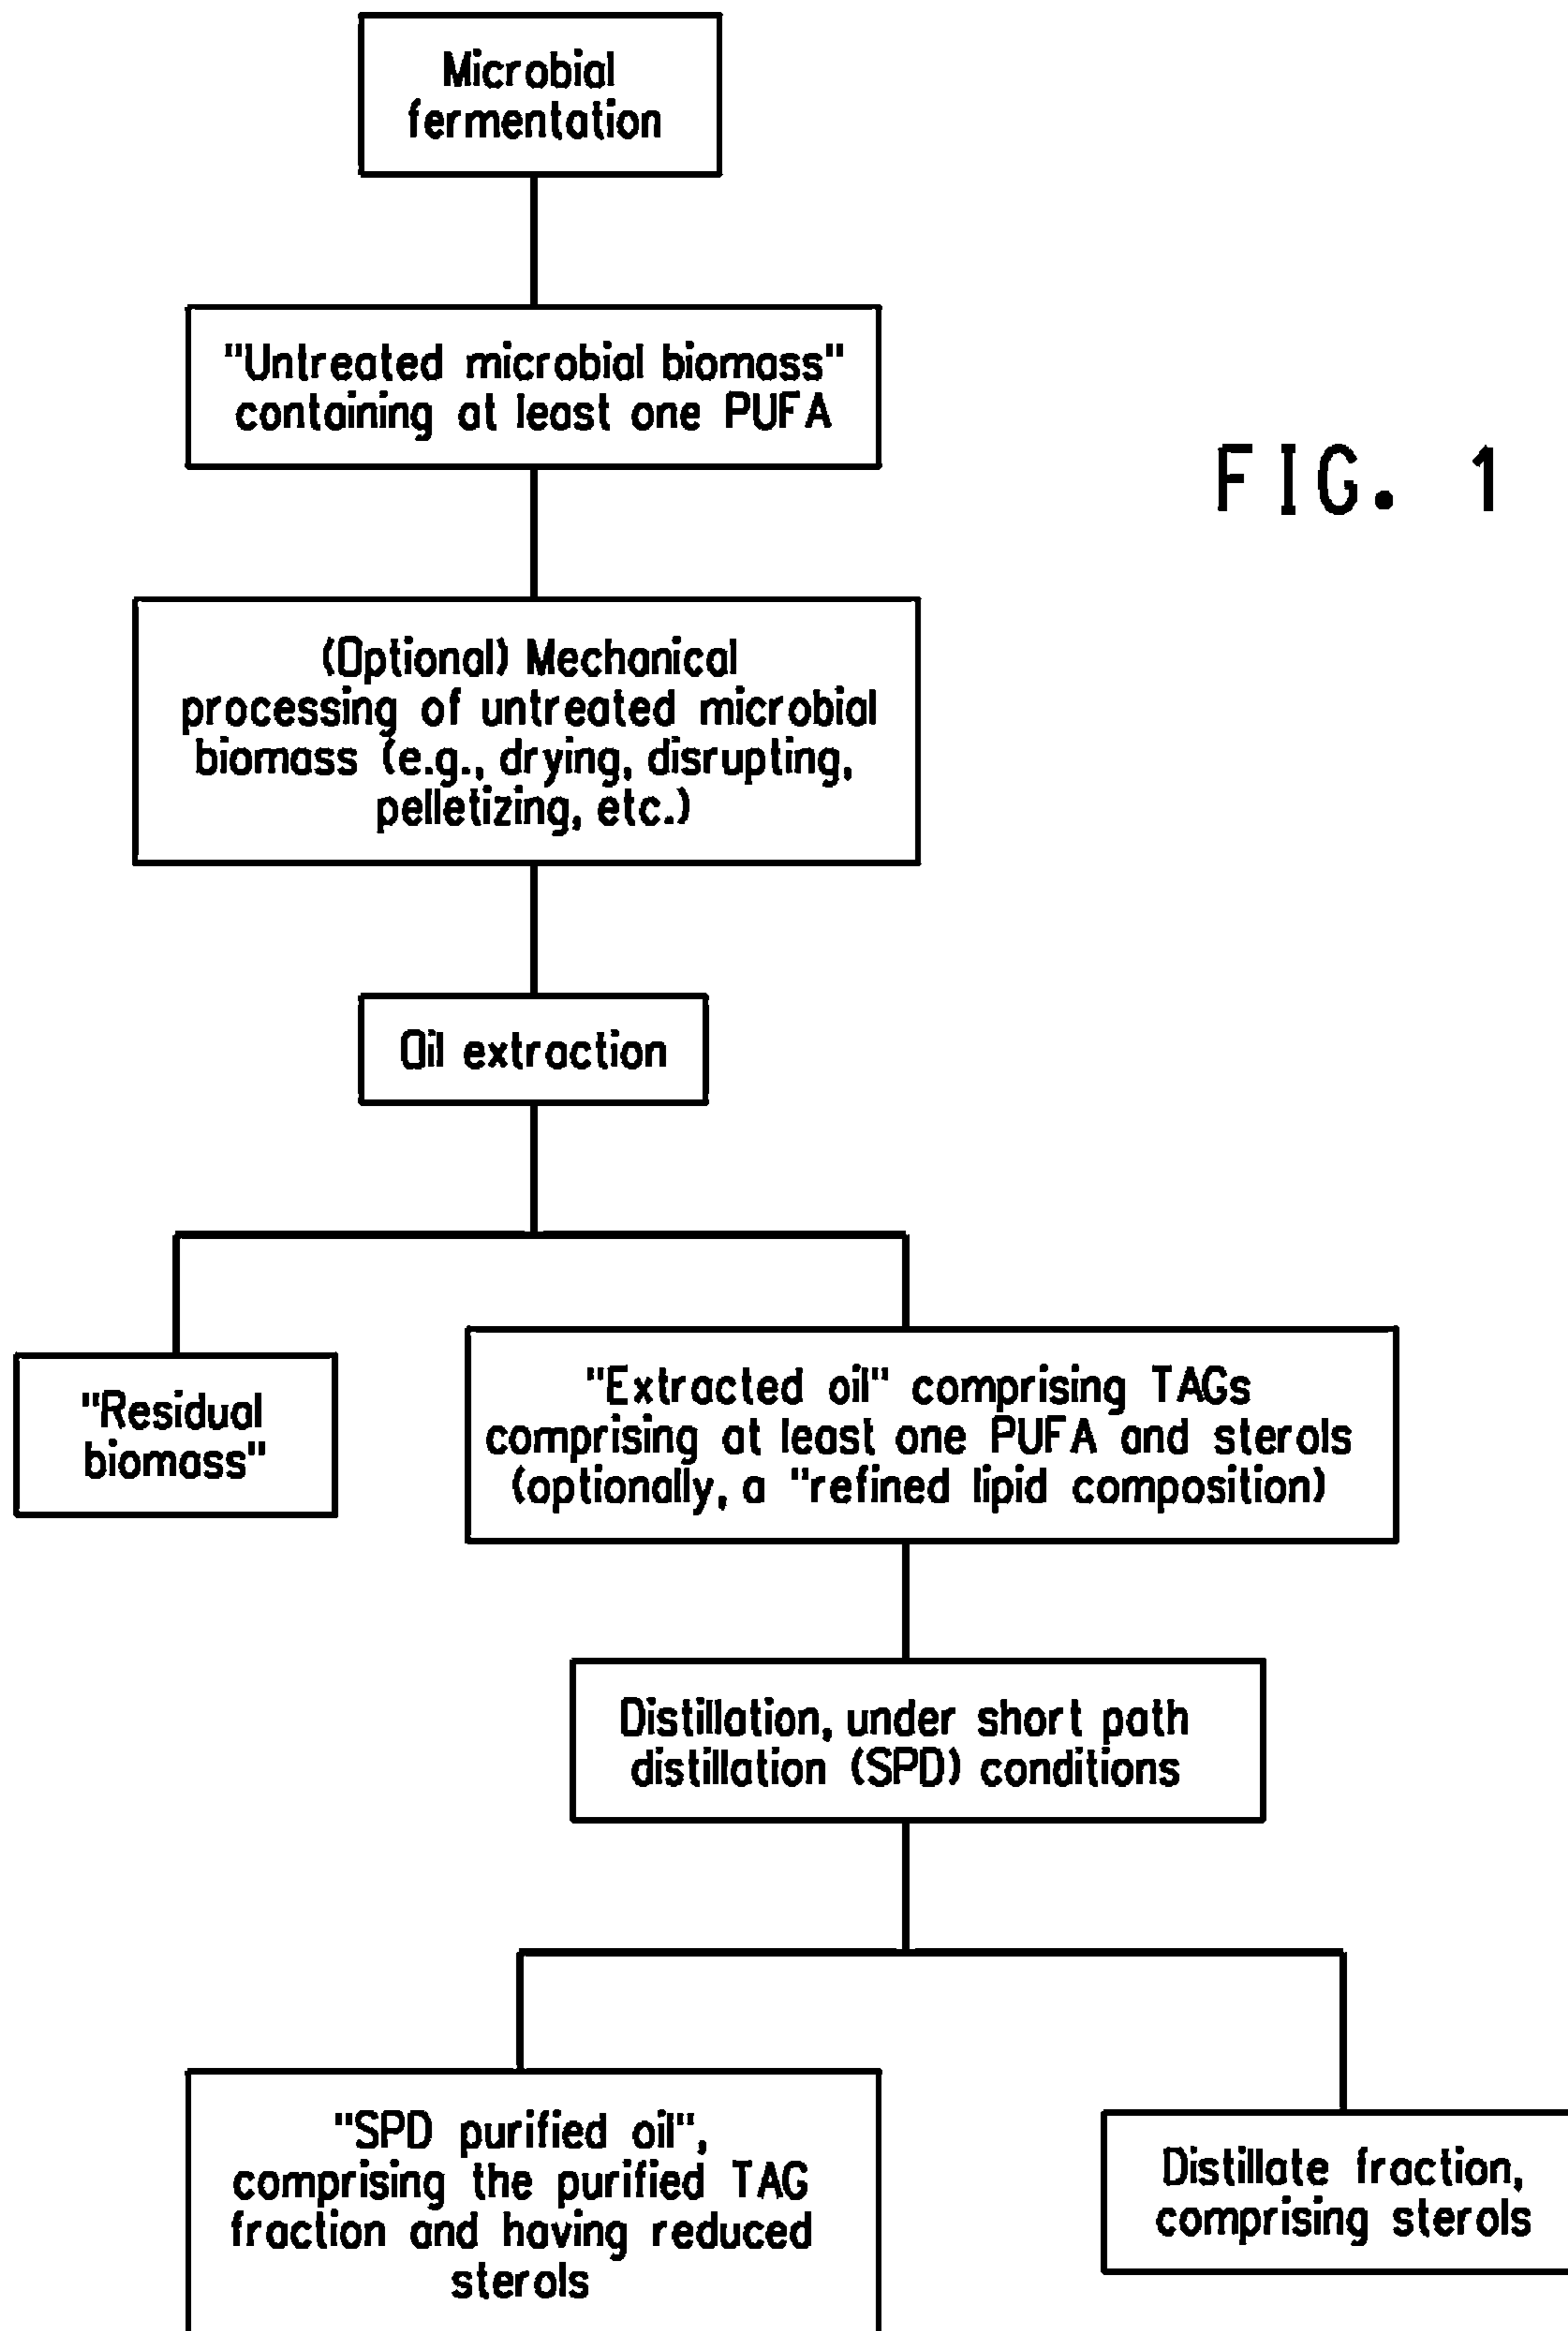 Microbial
fermentation
"Untreated microbial biomass"
containing at least one PUFA
FIG. 1
(Optional) Mechanical
processing of untreated microbial
biomass (e.g., drying, disrupting,
pelletizing, etc.)
Oil extraction
"Residual
biomass"
"Extracted oil" comprising TAGs
comprising at least one PUFA and sterols
(optionally, a "refined lipid composition)
Distillation, under short path
distillation (SPD) conditions
"SPD purified oil",
comprising the purified TAG
fraction and having reduced
sterols
Distillate fraction,
comprising sterols